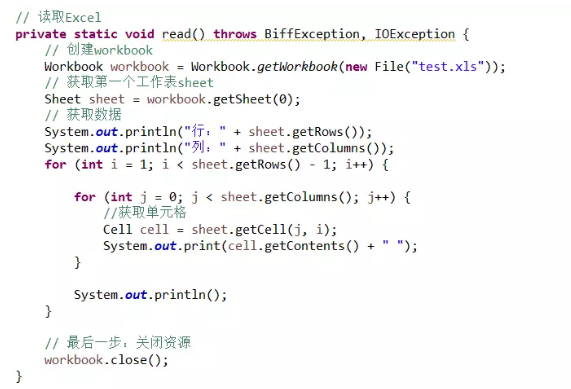 // 读取Excel
private static void read() throws BiffException, IOException {
    // 创建workbook
    Workbook workbook = Workbook.getWorkbook(new File("test.xls"));
    // 获取第一个工作表sheet
    Sheet sheet = workbook.getSheet(0);
    // 获取数据
    System.out.println("行：" + sheet.getRows());
    System.out.println("列：" + sheet.getColumns());
    for (int i = 1; i < sheet.getRows() - 1; i++) {
        for (int j = 0; j < sheet.getColumns(); j++) {
            //获取单元格
            Cell cell = sheet.getCell(j, i);
            System.out.print(cell.getContents() + " ");
        }
        System.out.println();
    }
    // 最后一步：关闭资源
    workbook.close();
}